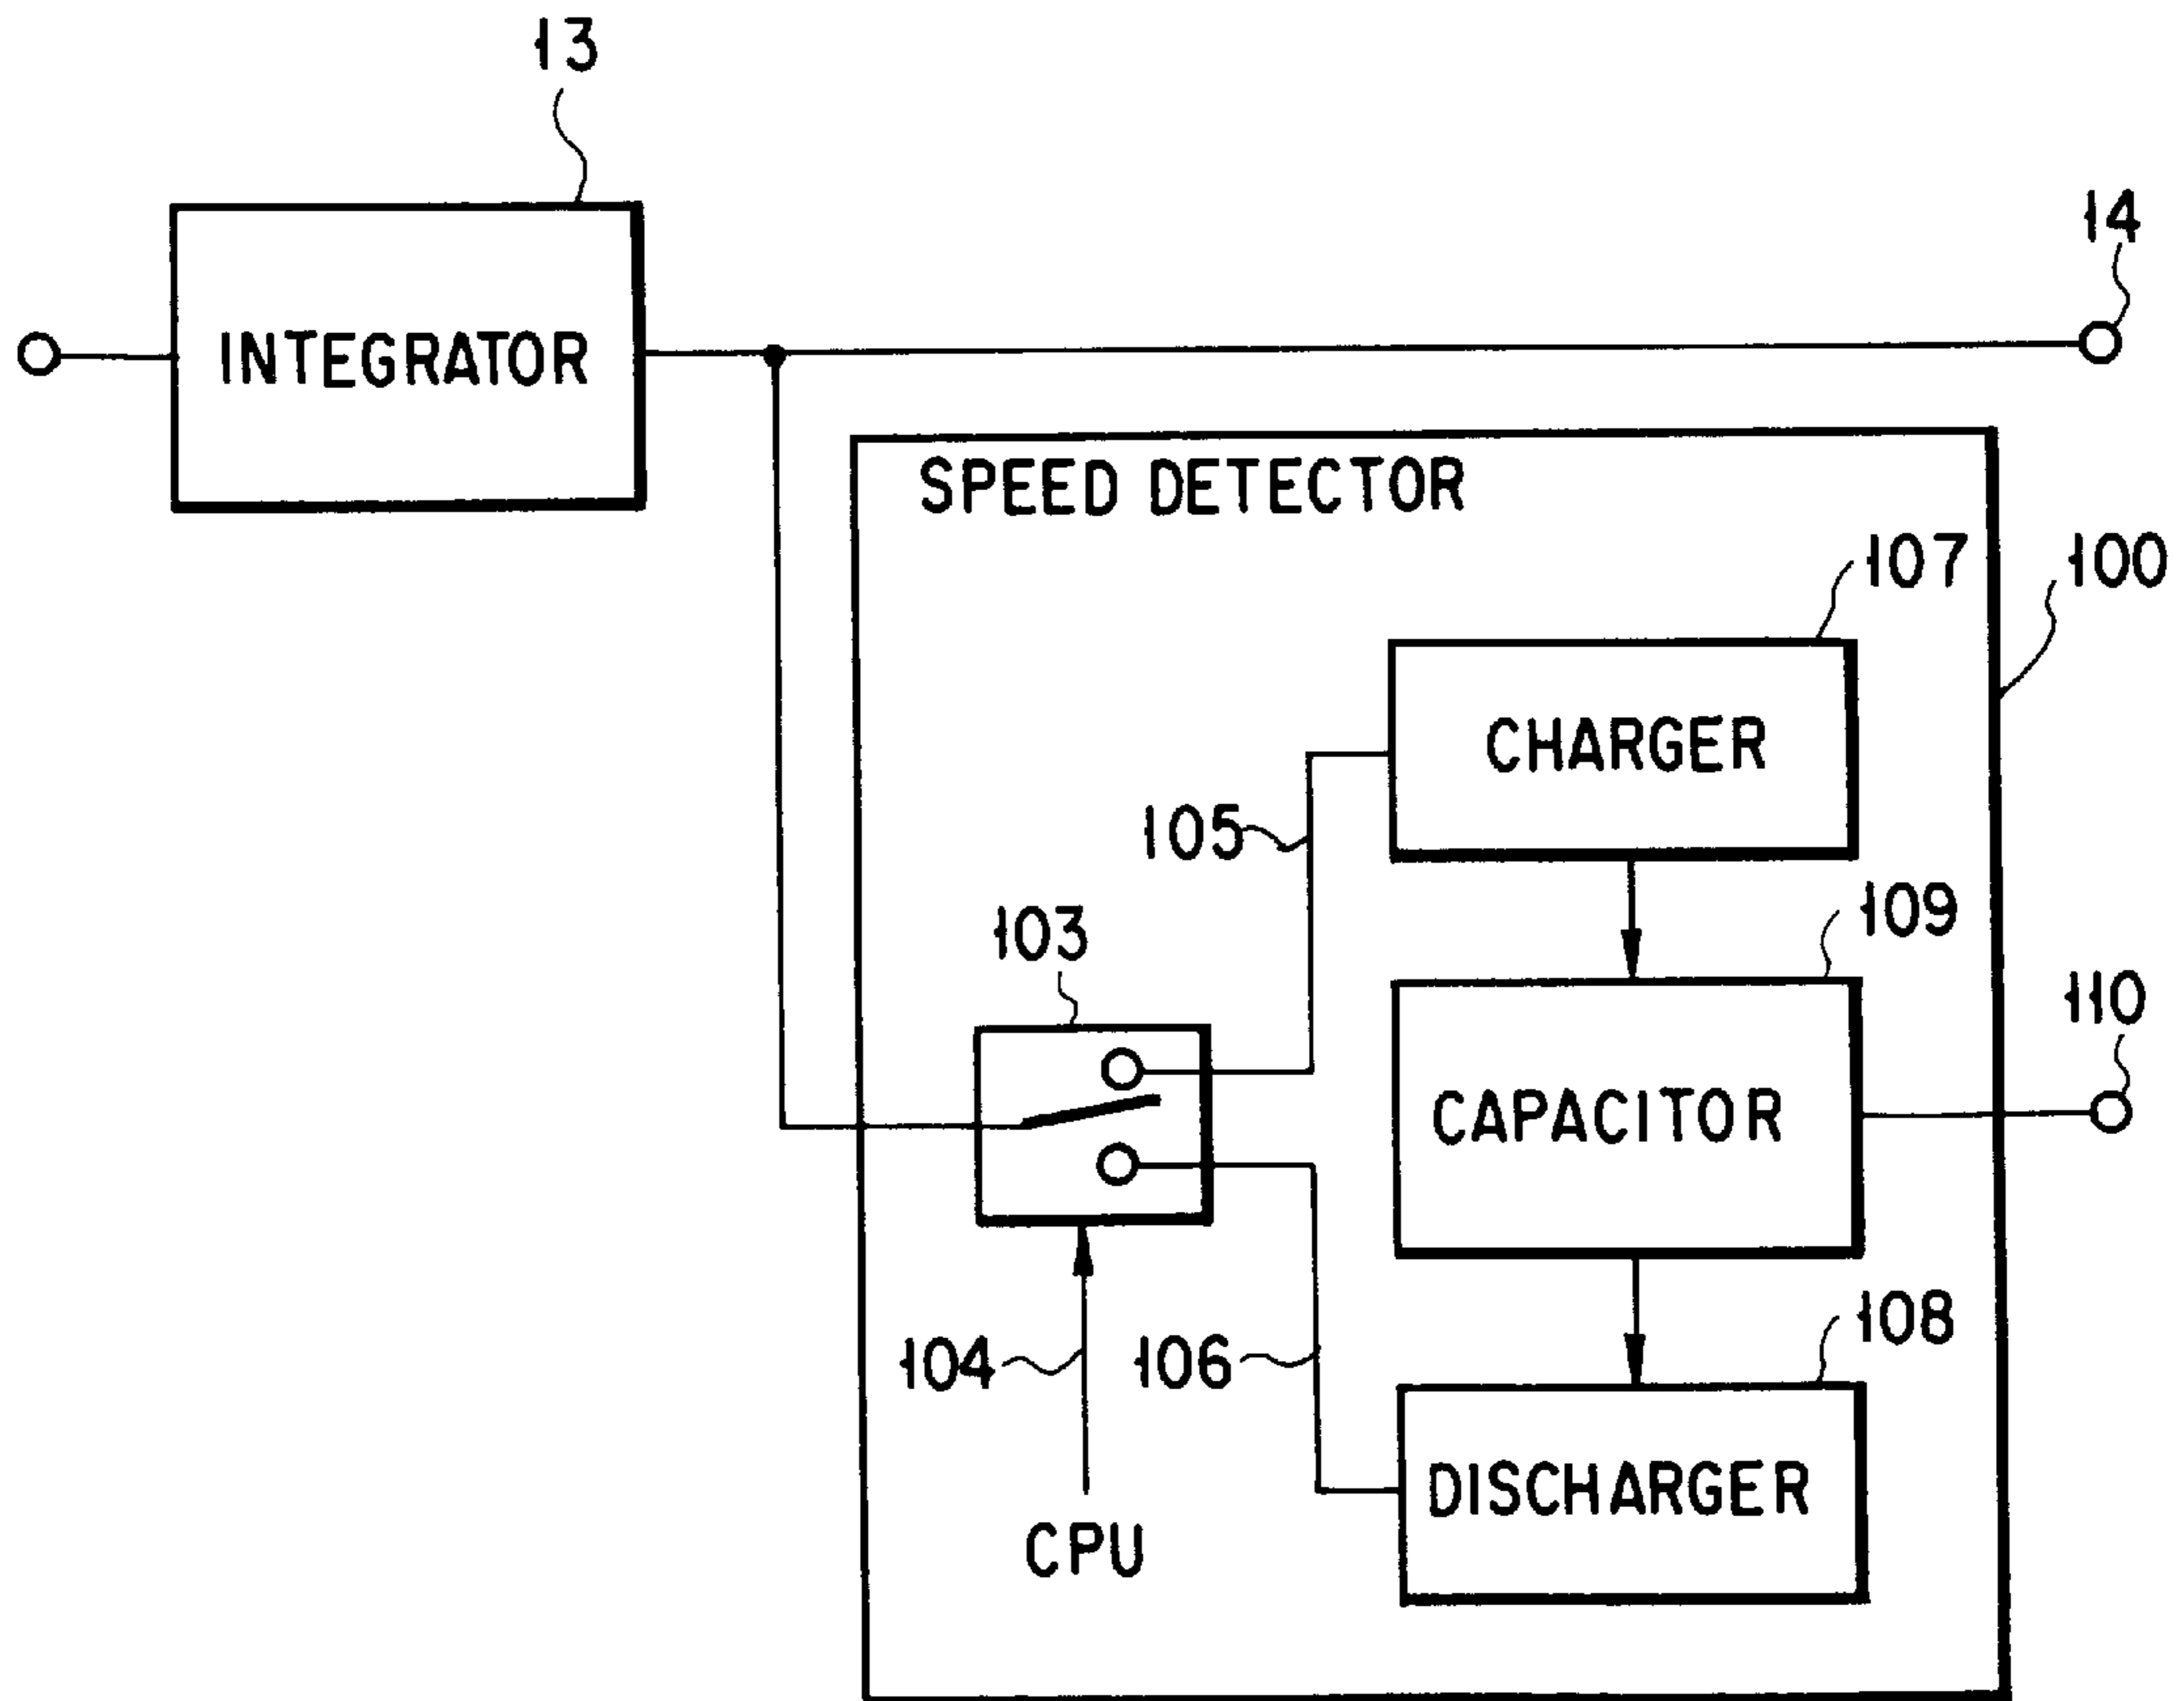 13
14
INTEGRATOR
SPEED DETECTOR
107
100
CHARGER
105
109
103
110
CAPACITOR
108
104
106
DISCHARGER
CPU